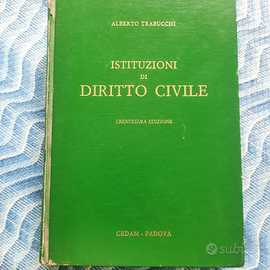 ALBERTO TRABUCCHI
ISTITUZIONI
DI
DIRITTO CIVILE
TRENTESIMA EDIZIONE
CEDAM - PADOVA
subito